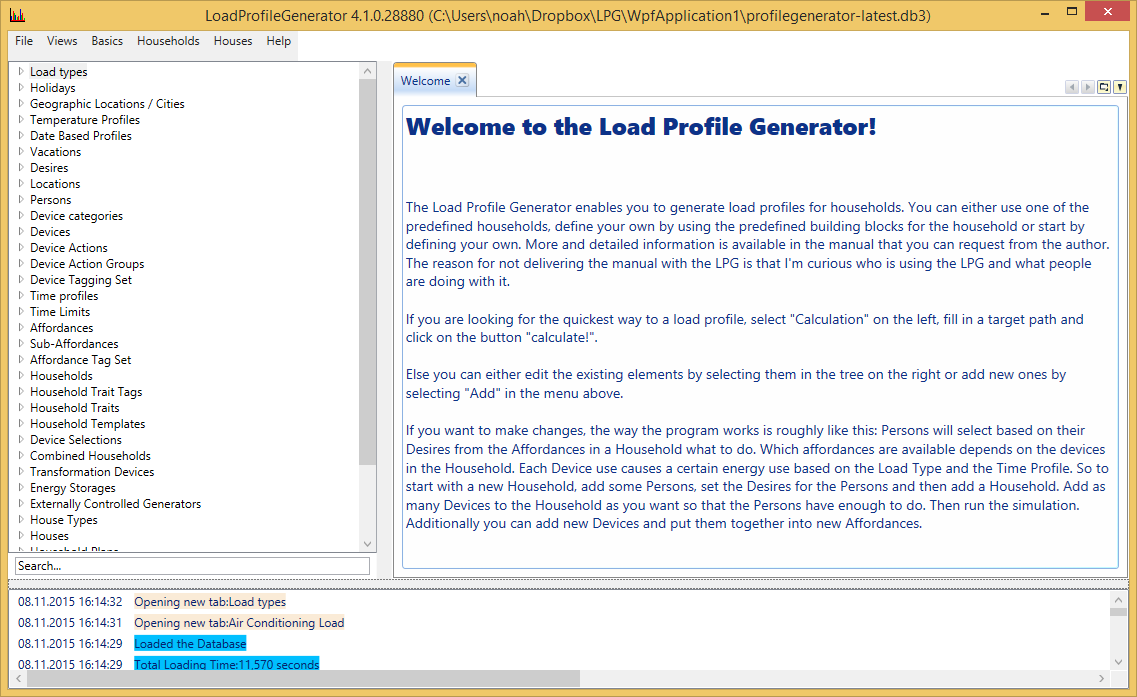 LoadProfileGenerator 4.1.0.28880 (C:\Users\noah\Dropbox\LPG\WpfApplication1\profilegenerator-latest.db3)
File Views Basics Households Houses Help
Load types
Holidays
Geographic Locations / Cities
Temperature Profiles
Date Based Profiles
Vacations
Desires
Locations
Persons
Device categories
Devices
Device Actions
Device Action Groups
Device Tagging Set
Time profiles
Time Limits
Affordances
Sub-Affordances
Affordance Tag Set
Households
Household Trait Tags
Household Traits
Household Templates
Device Selections
Combined Households
Transformation Devices
Energy Storages
Externally Controlled Generators
House Types
Houses
Household Plans
Search...
Welcome
Welcome to the Load Profile Generator!
The Load Profile Generator enables you to generate load profiles for households. You can either use one of the
predefined households, define your own by using the predefined building blocks for the household or start by
defining your own. More and detailed information is available in the manual that you can request from the author.
The reason for not delivering the manual with the LPG is that I'm curious who is using the LPG and what people
are doing with it.
If you are looking for the quickest way to a load profile, select "Calculation" on the left, fill in a target path and
click on the button "calculate!".
Else you can either edit the existing elements by selecting them in the tree on the right or add new ones by
selecting "Add" in the menu above.
If you want to make changes, the way the program works is roughly like this: Persons will select based on their
Desires from the Affordances in a Household what to do. Which affordances are available depends on the devices
in the Household. Each Device use causes a certain energy use based on the Load Type and the Time Profile. So to
start with a new Household, add some Persons, set the Desires for the Persons and then add a Household. Add as
many Devices to the Household as you want so that the Persons have enough to do. Then run the simulation.
Additionally you can add new Devices and put them together into new Affordances.
08.11.2015 16:14:32 Opening new tab:Load types
08.11.2015 16:14:31 Opening new tab:Air Conditioning Load
08.11.2015 16:14:29 Loaded the Database
08.11.2015 16:14:29 Total Loading Time:11,570 seconds